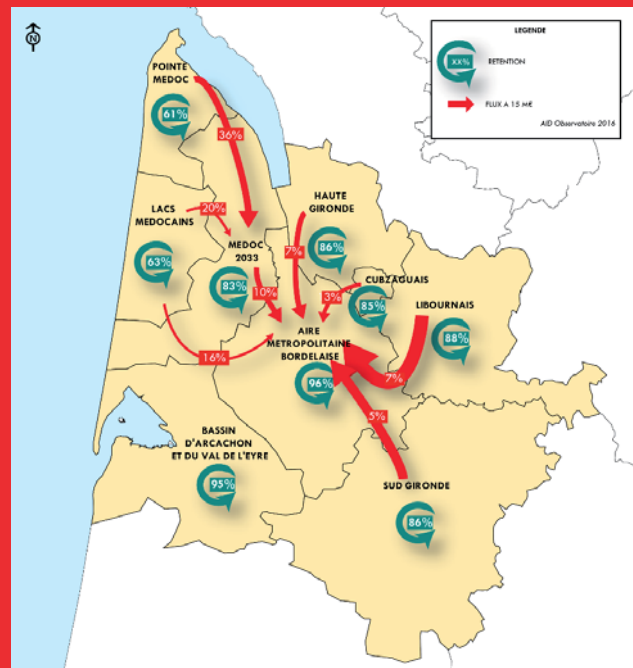 N
LEGENDE
XX%
RETENTION
FLUX A 15 M€
AID Observatoire 2016
POINTE
MEDOC
61%
36%
LACS
MEDOCAINS
20%
63%
HAUTE
GIRONDE
86%
7%
MEDOC
2033
83%
10%
CUBZAGUAIS
3%
85%
LIBOURNAIS
88%
7%
AIRE
METROPOLITAINE
BORDELAISE
96%
16%
5%
BASSIN
D'ARCACHON
ET DU VAL DE L'EYRE
95%
SUD GIRONDE
86%